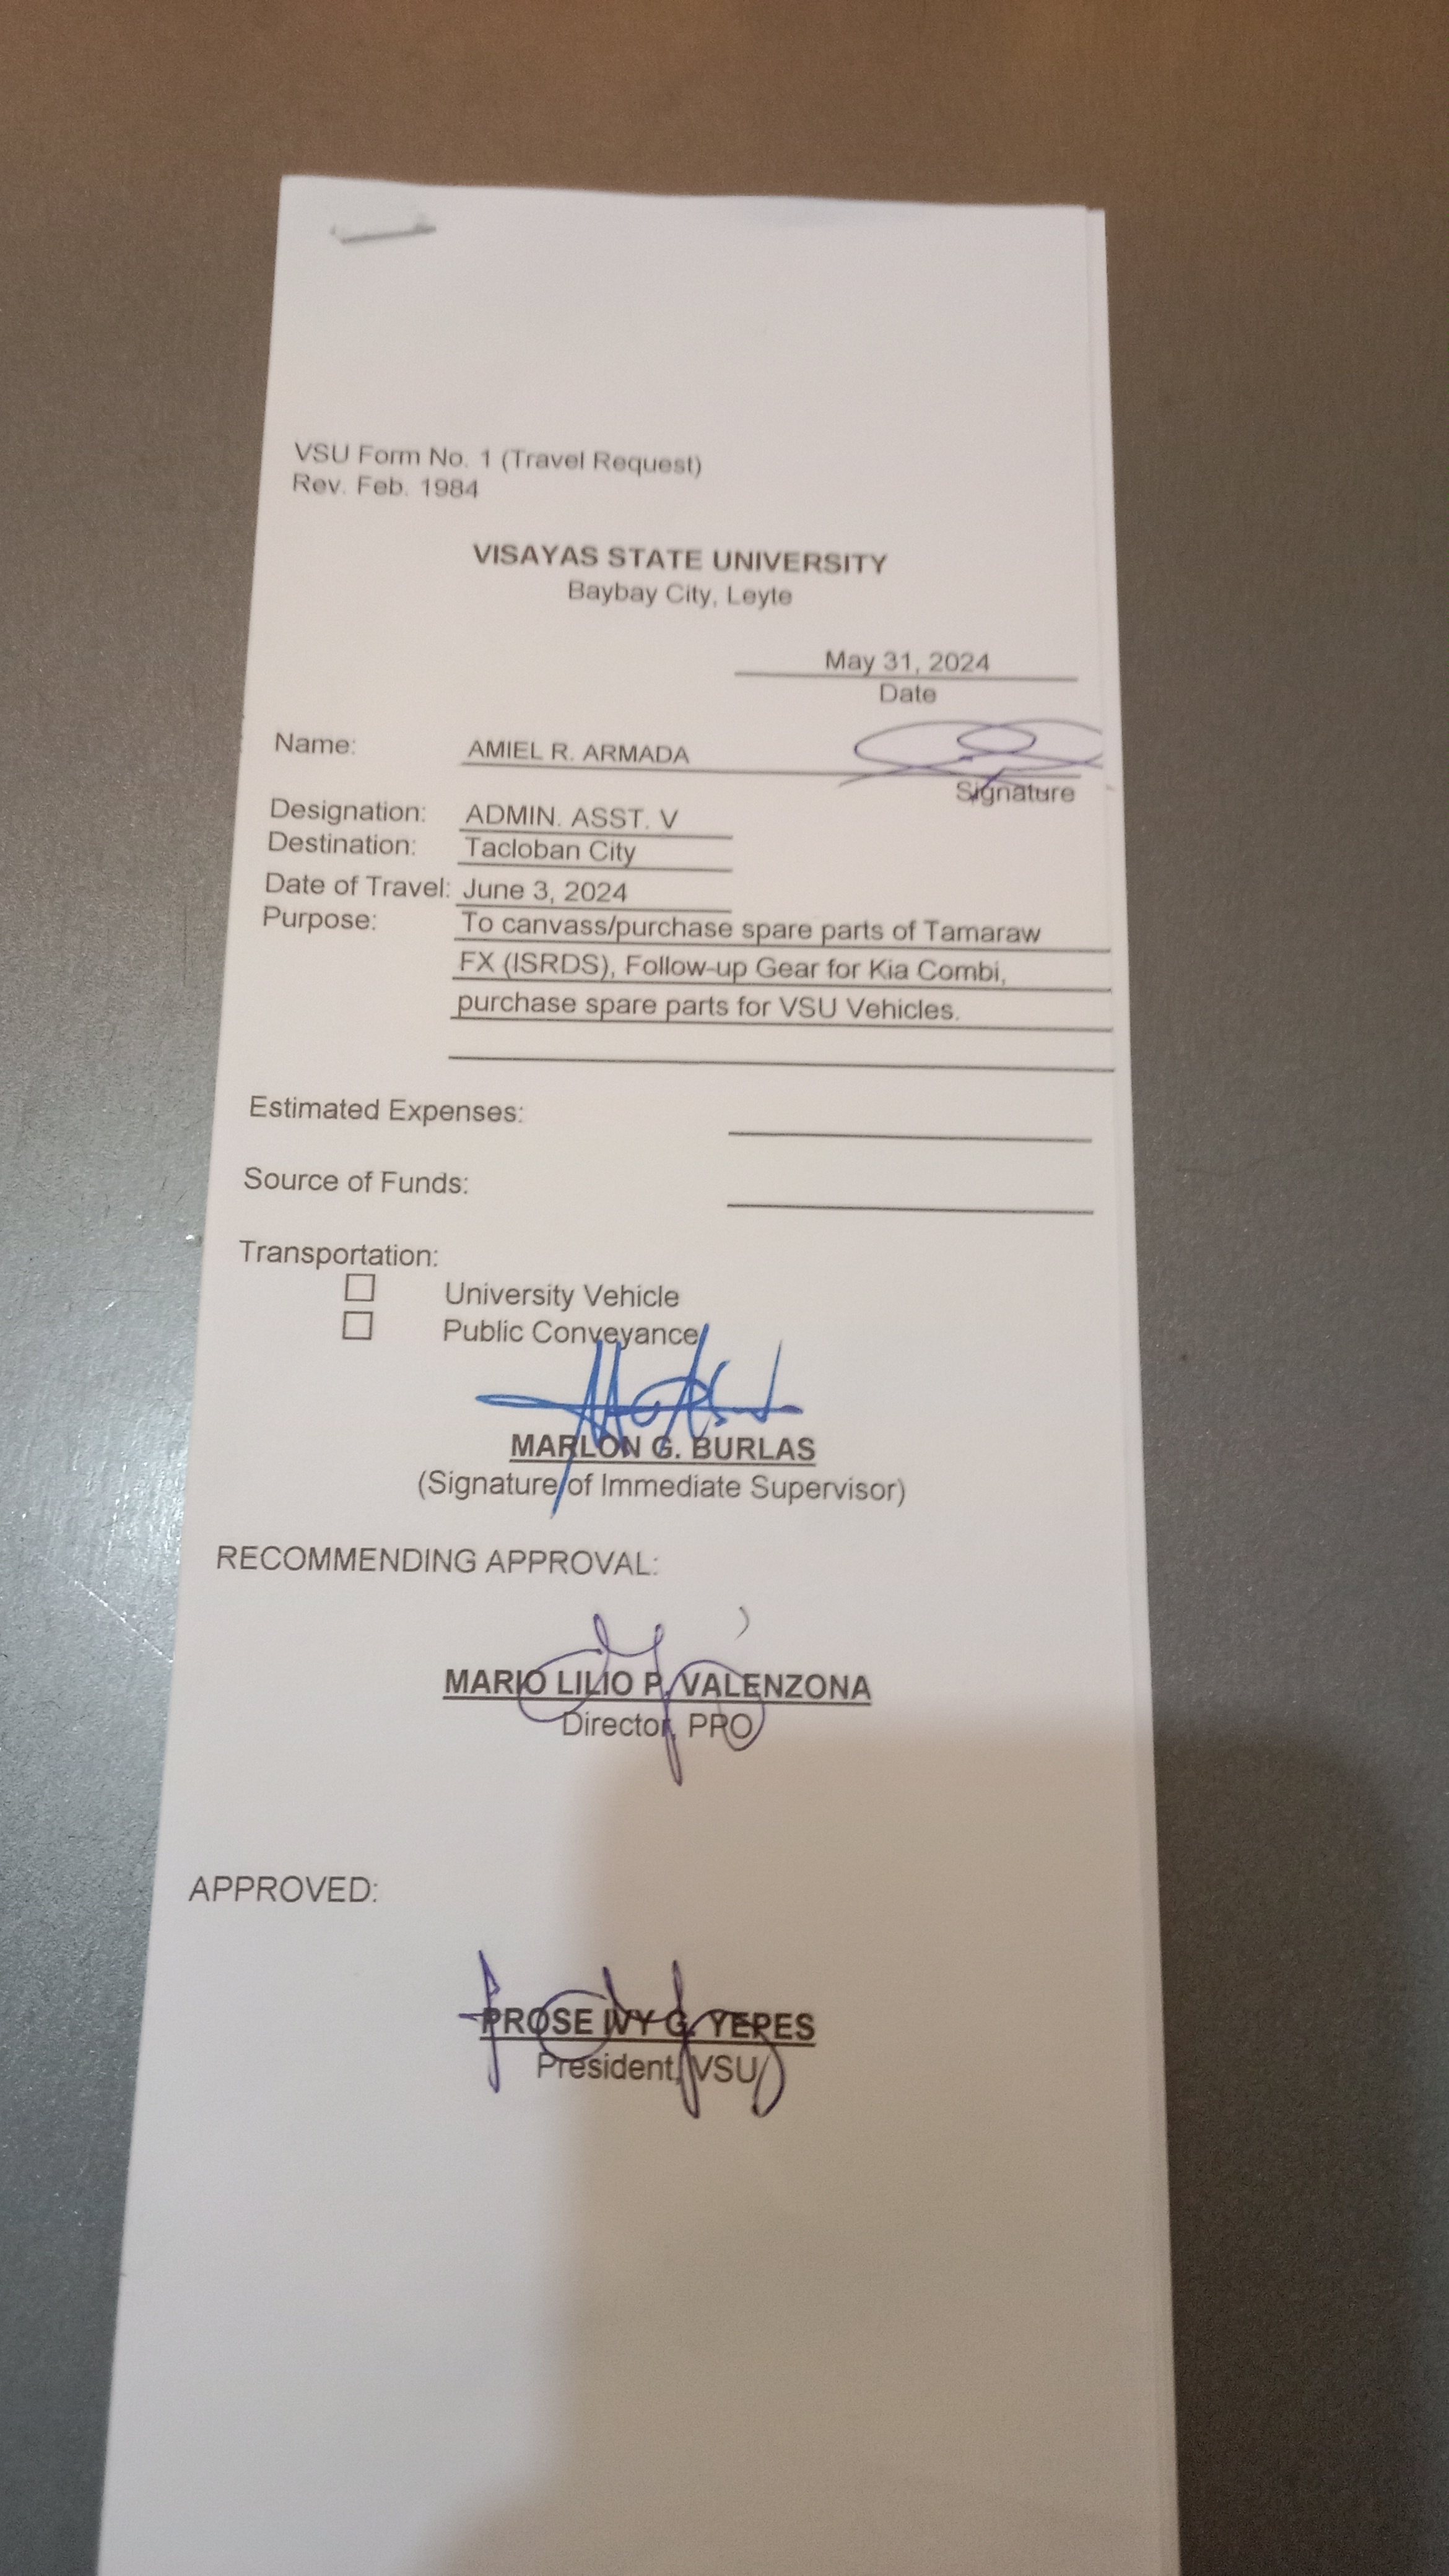 VSU Form No. 1 (Travel Request)
Rev. Feb. 1984
VISAYAS STATE UNIVERSITY
Baybay City, Leyte
May 31, 2024
Date
Name: AMIEL R. ARMADA
Signature
Designation: ADMIN. ASST. V
Destination: Tacloban City
Date of Travel: June 3, 2024
Purpose: To canvass/purchase spare parts of Tamaraw
FX (ISRDS), Follow-up Gear for Kia Combi,
purchase spare parts for VSU Vehicles.
Estimated Expenses:
Source of Funds:
Transportation:
University Vehicle
Public Conveyance
MARLON G. BURLAS
(Signature of Immediate Supervisor)
RECOMMENDING APPROVAL:
MARIO LILIO P. VALENZONA
Director, PPO
APPROVED:
PROSE IVY G. YEPES
President, VSU